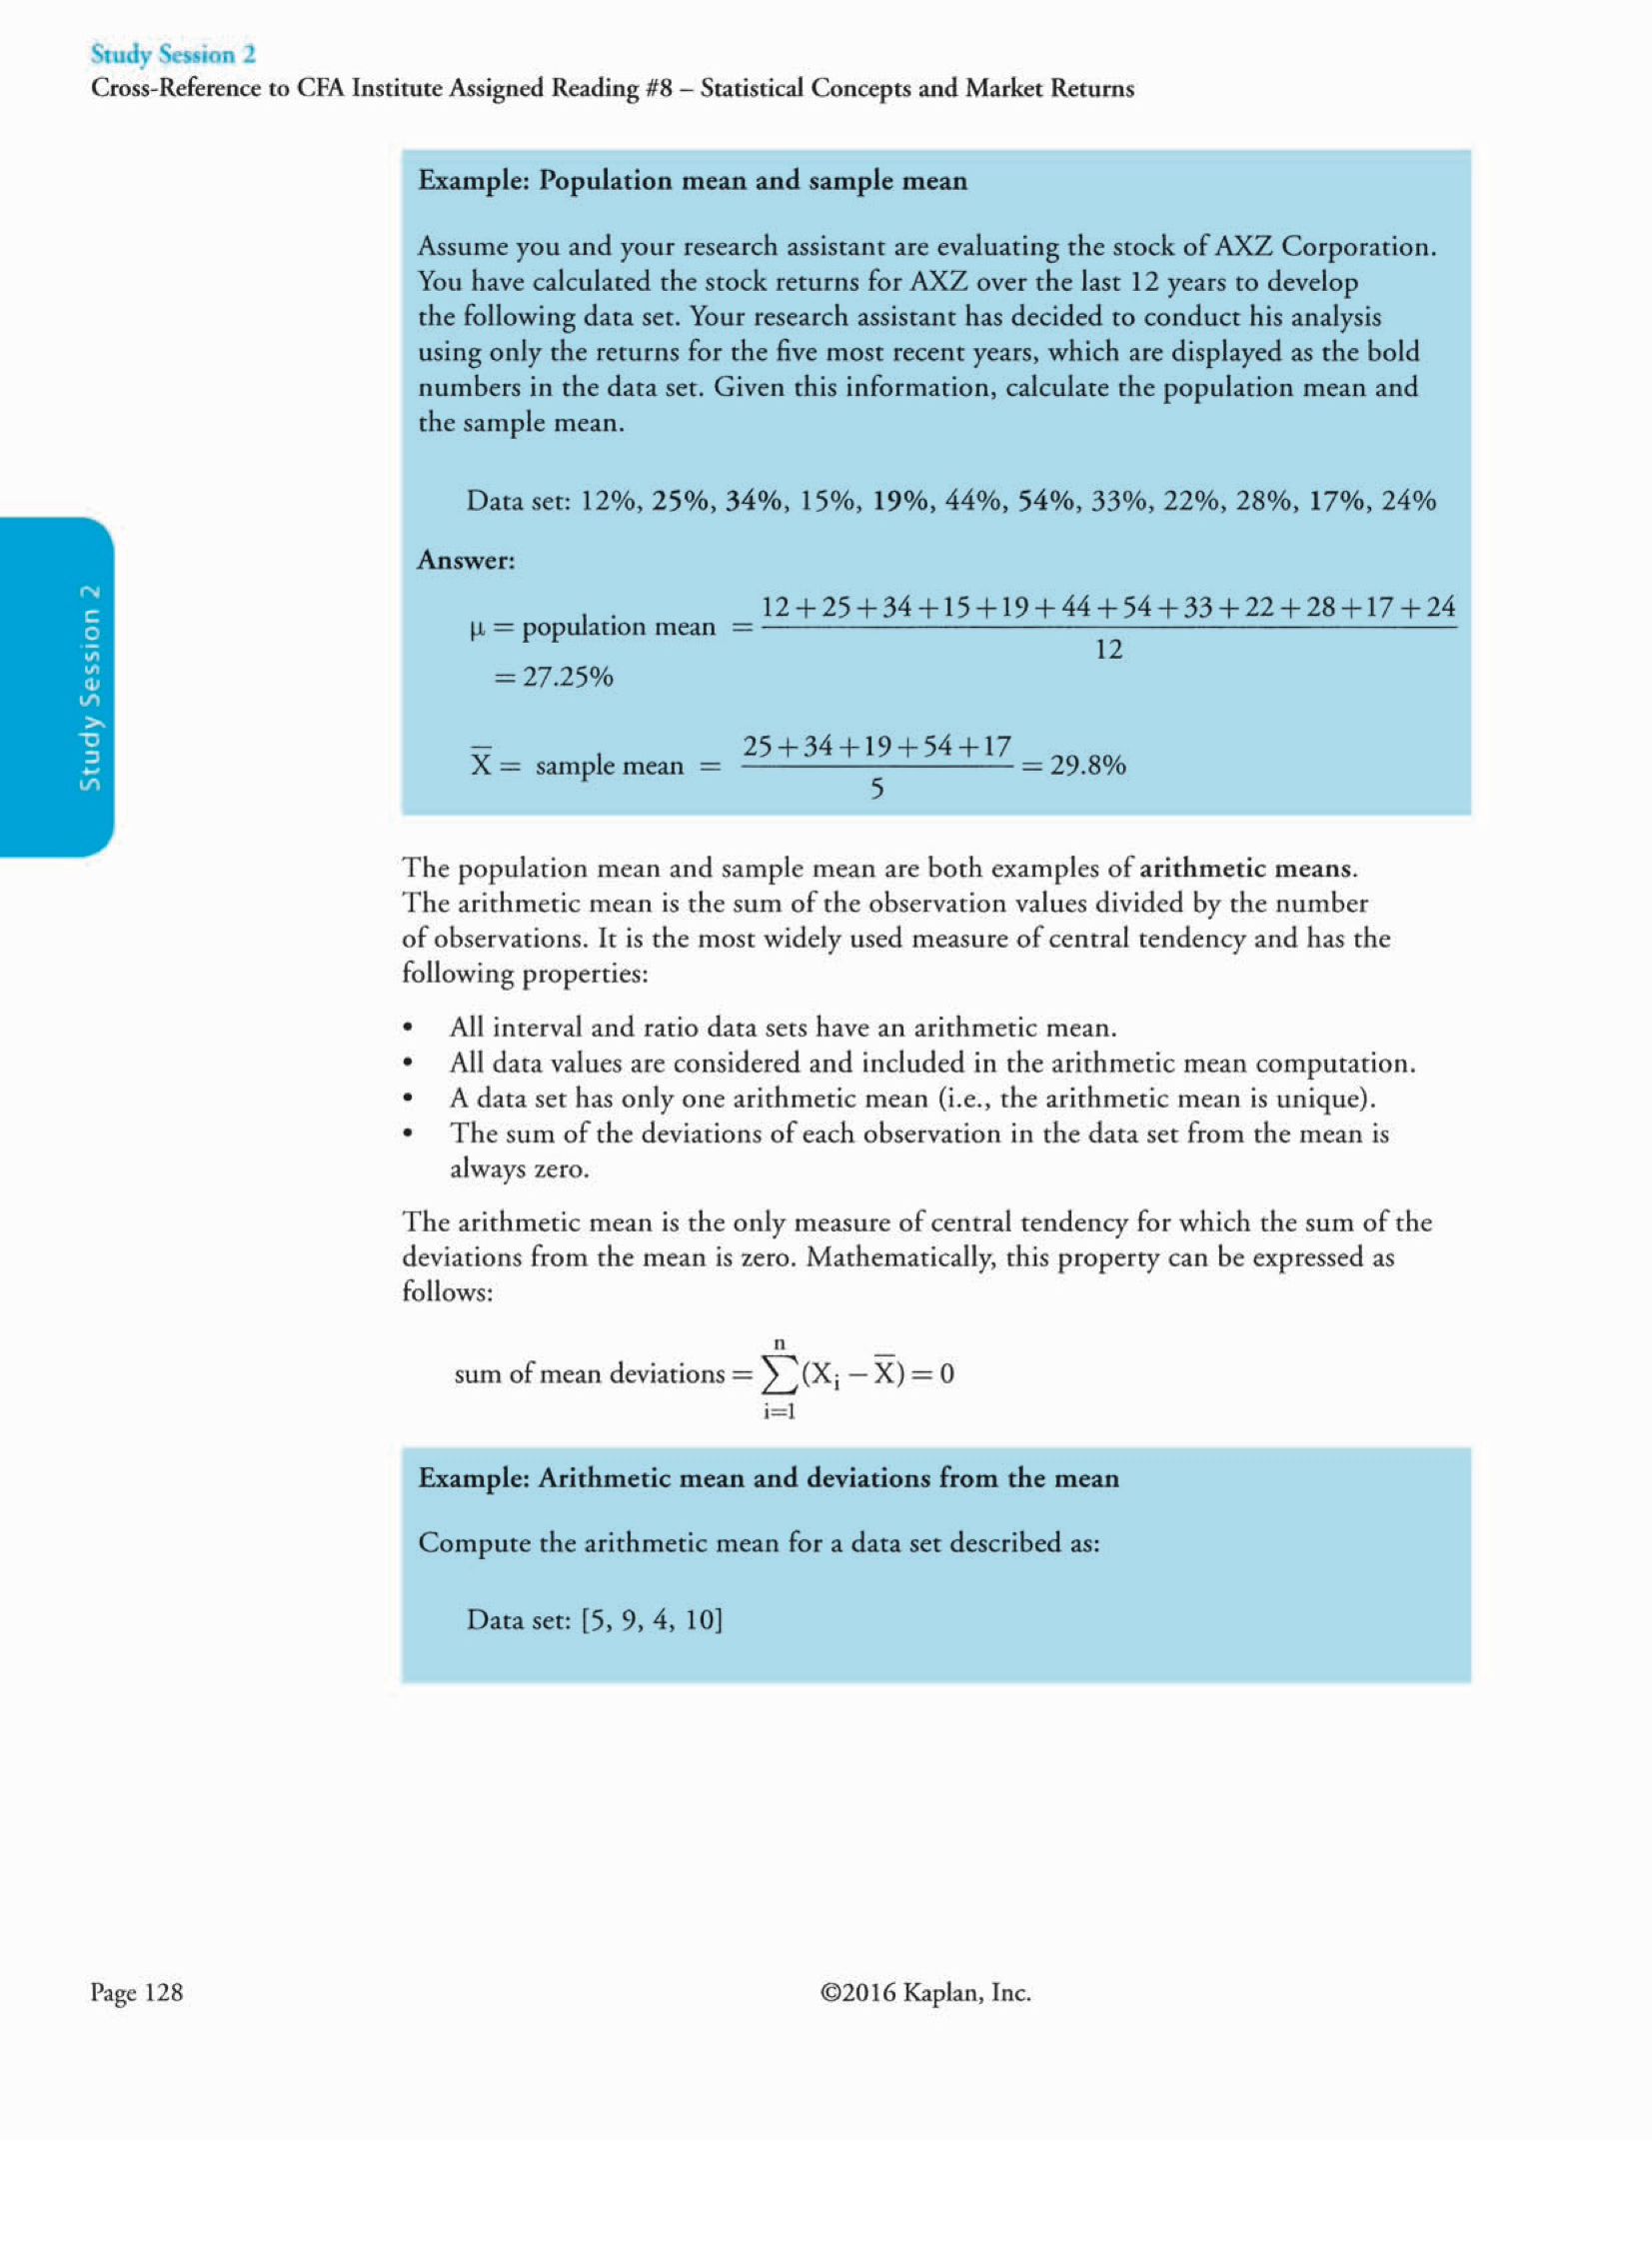 Study Session 2
Cross-Reference to CFA Institute Assigned Reading #8 – Statistical Concepts and Market Returns
Example: Population mean and sample mean
Assume you and your research assistant are evaluating the stock of AXZ Corporation.
You have calculated the stock returns for AXZ over the last 12 years to develop
the following data set. Your research assistant has decided to conduct his analysis
using only the returns for the five most recent years, which are displayed as the bold
numbers in the data set. Given this information, calculate the population mean and
the sample mean.
Data set: 12%, 25%, 34%, 15%, 19%, 44%, 54%, 33%, 22%, 28%, 17%, 24%
Answer:
μ = population mean = 12+25+34+15+19+44+54+33+22+28+17+24
12
= 27.25%
X̄ = sample mean = 25+34+19+54+17 = 29.8%
5
Study Session 2
The population mean and sample mean are both examples of arithmetic means.
The arithmetic mean is the sum of the observation values divided by the number
of observations. It is the most widely used measure of central tendency and has the
following properties:
• All interval and ratio data sets have an arithmetic mean.
• All data values are considered and included in the arithmetic mean computation.
• A data set has only one arithmetic mean (i.e., the arithmetic mean is unique).
• The sum of the deviations of each observation in the data set from the mean is
always zero.
The arithmetic mean is the only measure of central tendency for which the sum of the
deviations from the mean is zero. Mathematically, this property can be expressed as
follows:
n
sum of mean deviations = ∑(Xᵢ − X̄) = 0
i=1
Example: Arithmetic mean and deviations from the mean
Compute the arithmetic mean for a data set described as:
Data set: [5, 9, 4, 10]
Page 128
©2016 Kaplan, Inc.